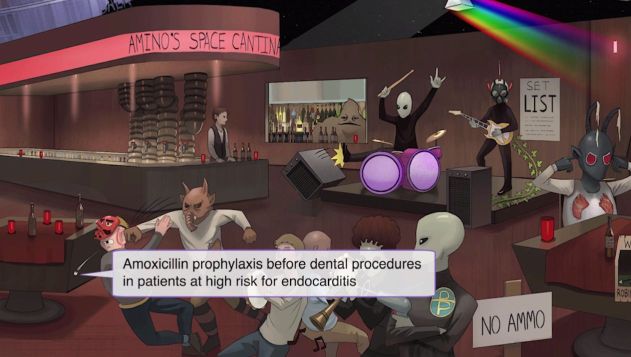 AMINO'S SPACE CANTINA
SET
LIST
Amoxicillin prophylaxis before dental procedures
in patients at high risk for endocarditis
NO AMMO